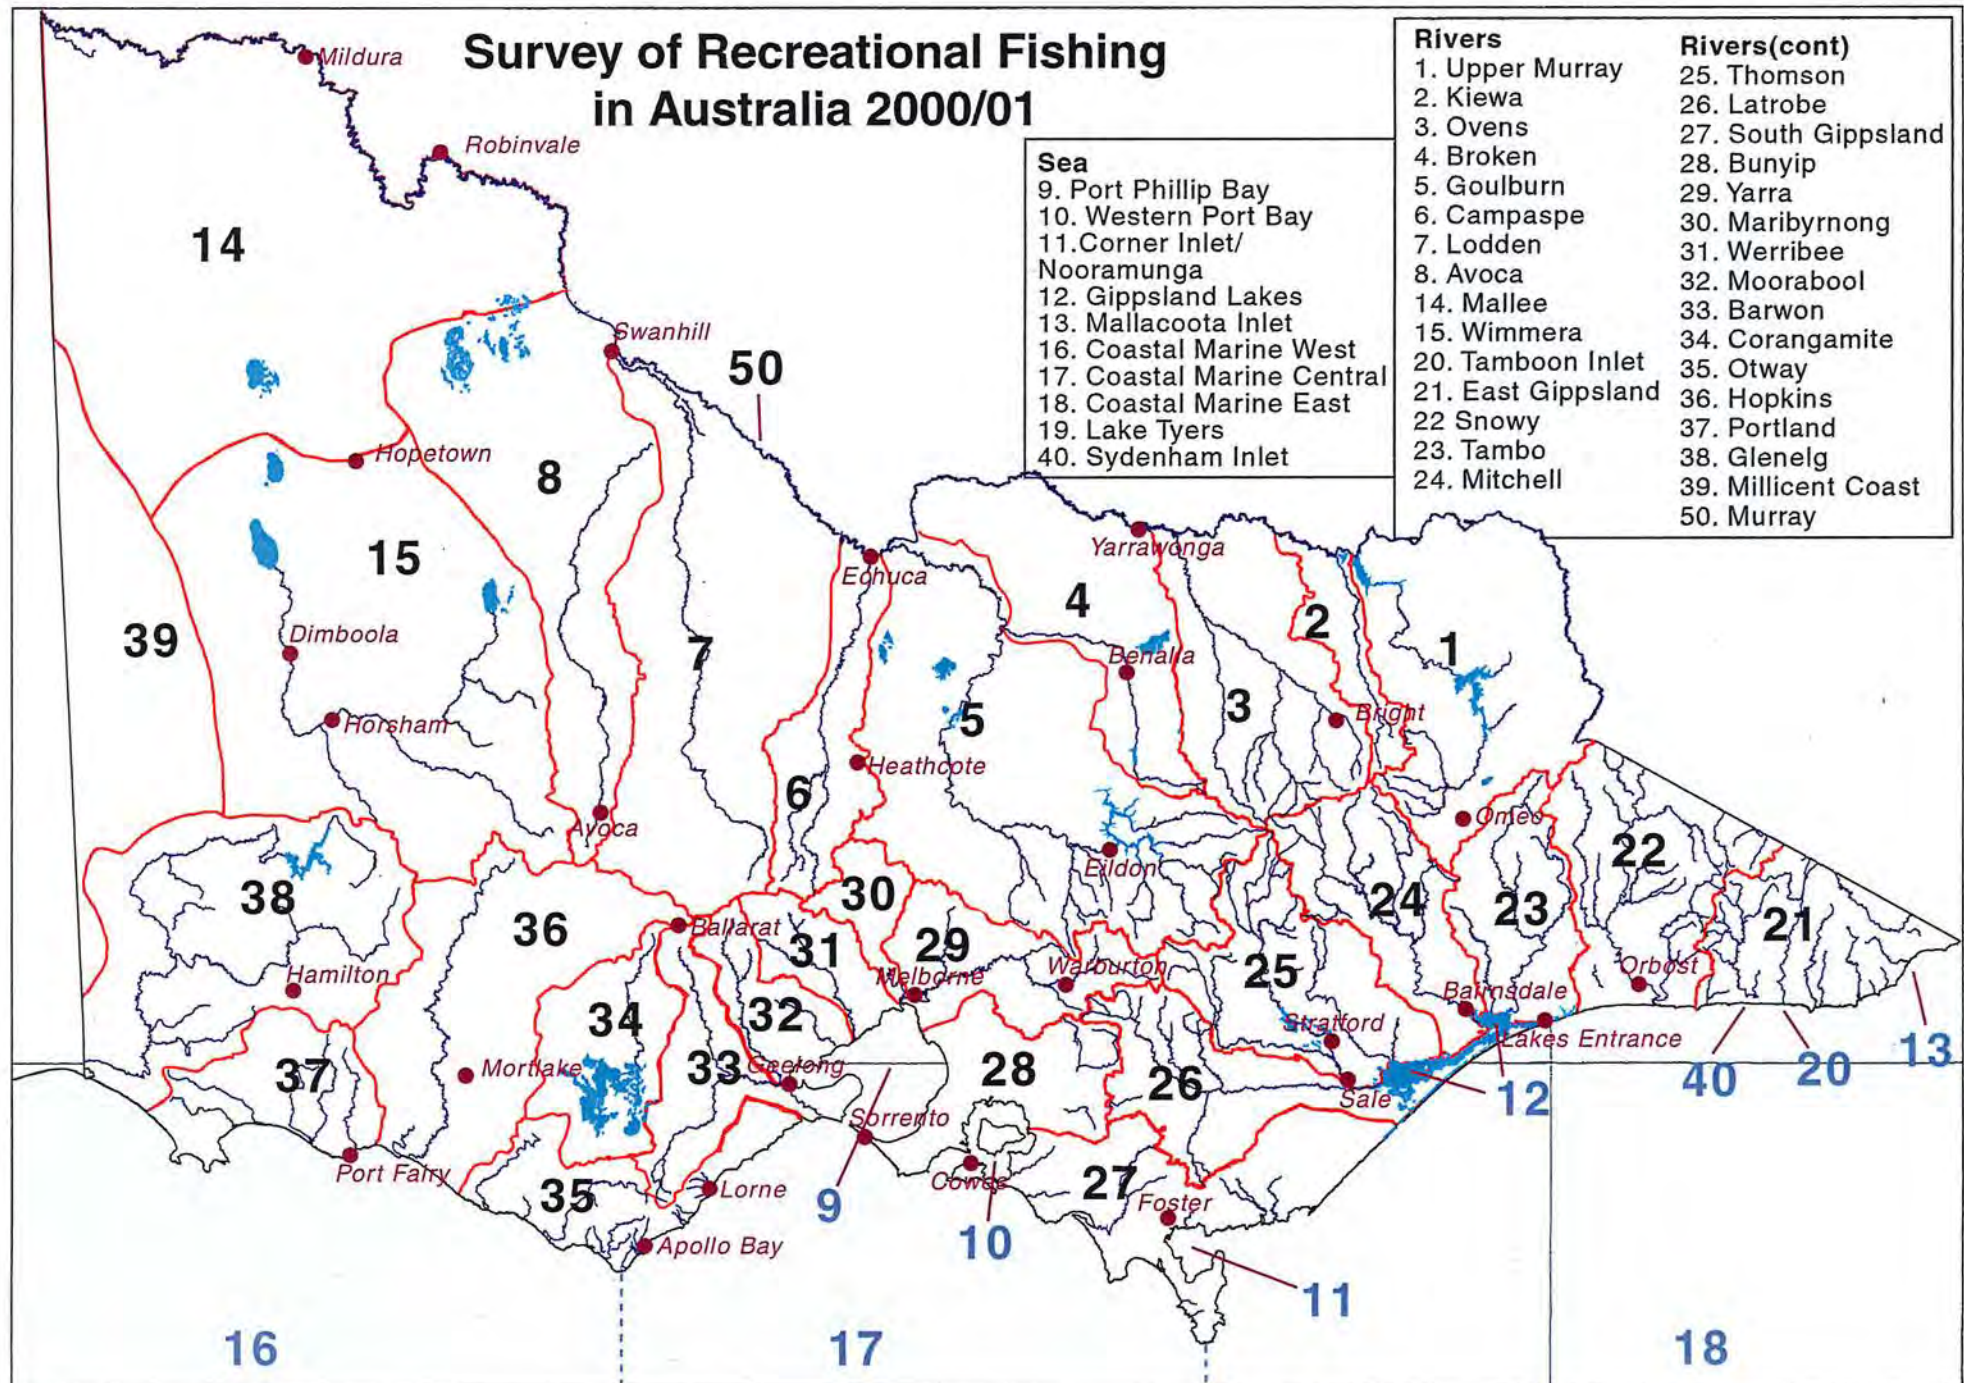 Survey of Recreational Fishing
in Australia 2000/01
Sea
9. Port Phillip Bay
10. Western Port Bay
11.Corner Inlet/
Nooramunga
12. Gippsland Lakes
13. Mallacoota Inlet
16. Coastal Marine West
17. Coastal Marine Central
18. Coastal Marine East
19. Lake Tyers
40. Sydenham Inlet
Rivers
1. Upper Murray
2. Kiewa
3. Ovens
4. Broken
5. Goulburn
6. Campaspe
7. Lodden
8. Avoca
14. Mallee
15. Wimmera
20. Tamboon Inlet
21. East Gippsland
22 Snowy
23. Tambo
24. Mitchell
Rivers(cont)
25. Thomson
26. Latrobe
27. South Gippsland
28. Bunyip
29. Yarra
30. Maribyrnong
31. Werribee
32. Moorabool
33. Barwon
34. Corangamite
35. Otway
36. Hopkins
37. Portland
38. Glenelg
39. Millicent Coast
50. Murray
Mildura
Robinvale
14
Swanhill
50
Hopetown
8
15
Yarrawonga
Echuca
4
2
1
39
Dimboola
7
Benalla
Horsham
5
3
Bright
Heathcote
6
Avoca
Omeo
Eildon
22
38
36
30
24
23
21
Ballarat
31
29
Hamilton
Melborne
Warburton
25
Orbost
Bairnsdale
34
32
Stratford
Lakes Entrance
13
37
Mortlake
33
Geelong
28
26
Sale
12
40
20
Sorrento
Port Fairy
35
Lorne
9
Cowes
27
Foster
10
Apollo Bay
11
16
17
18